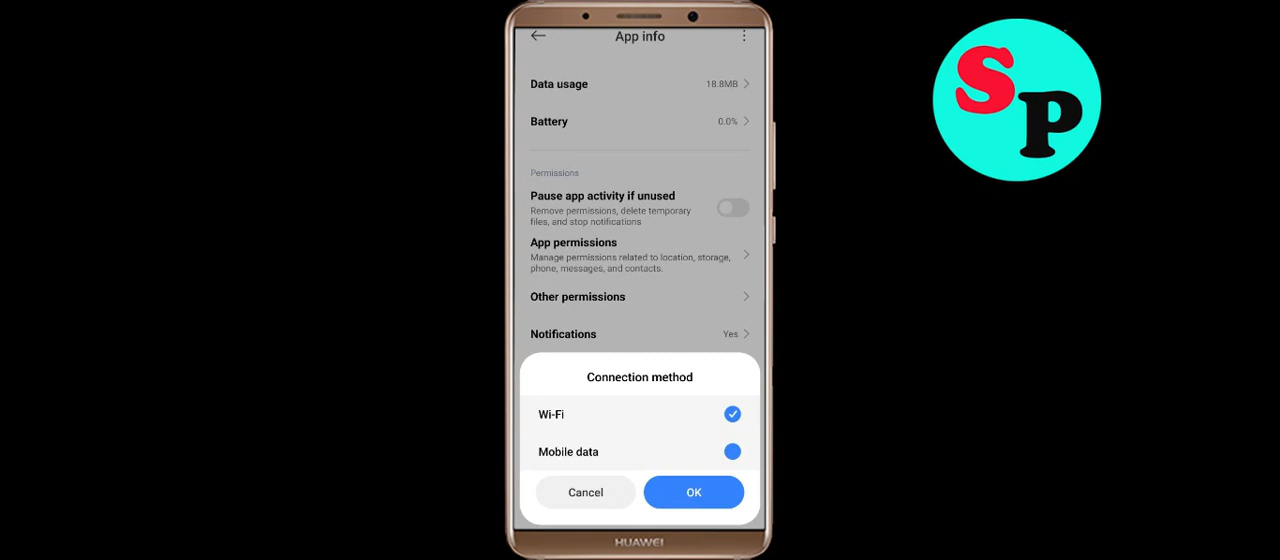 App info
Data usage 18.8MB
Battery 0.0%
Permissions
Pause app activity if unused
Remove permissions, delete temporary
files, and stop notifications
App permissions
Manage permissions related to location, storage,
phone, messages, and contacts.
Other permissions
Notifications Yes
Connection method
Wi-Fi
Mobile data
Cancel OK
HUAWEI
SP